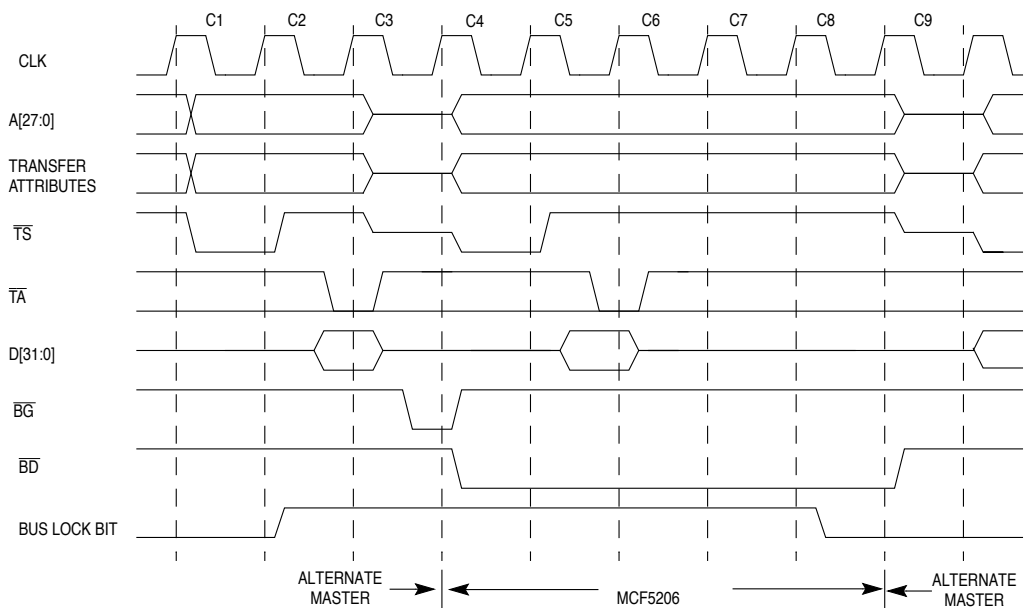 C1 C2 C3 C4 C5 C6 C7 C8 C9
CLK
A[27:0]
TRANSFER
ATTRIBUTES
TS
TA
D[31:0]
BG
BD
BUS LOCK BIT
ALTERNATE
MASTER
MCF5206
ALTERNATE
MASTER